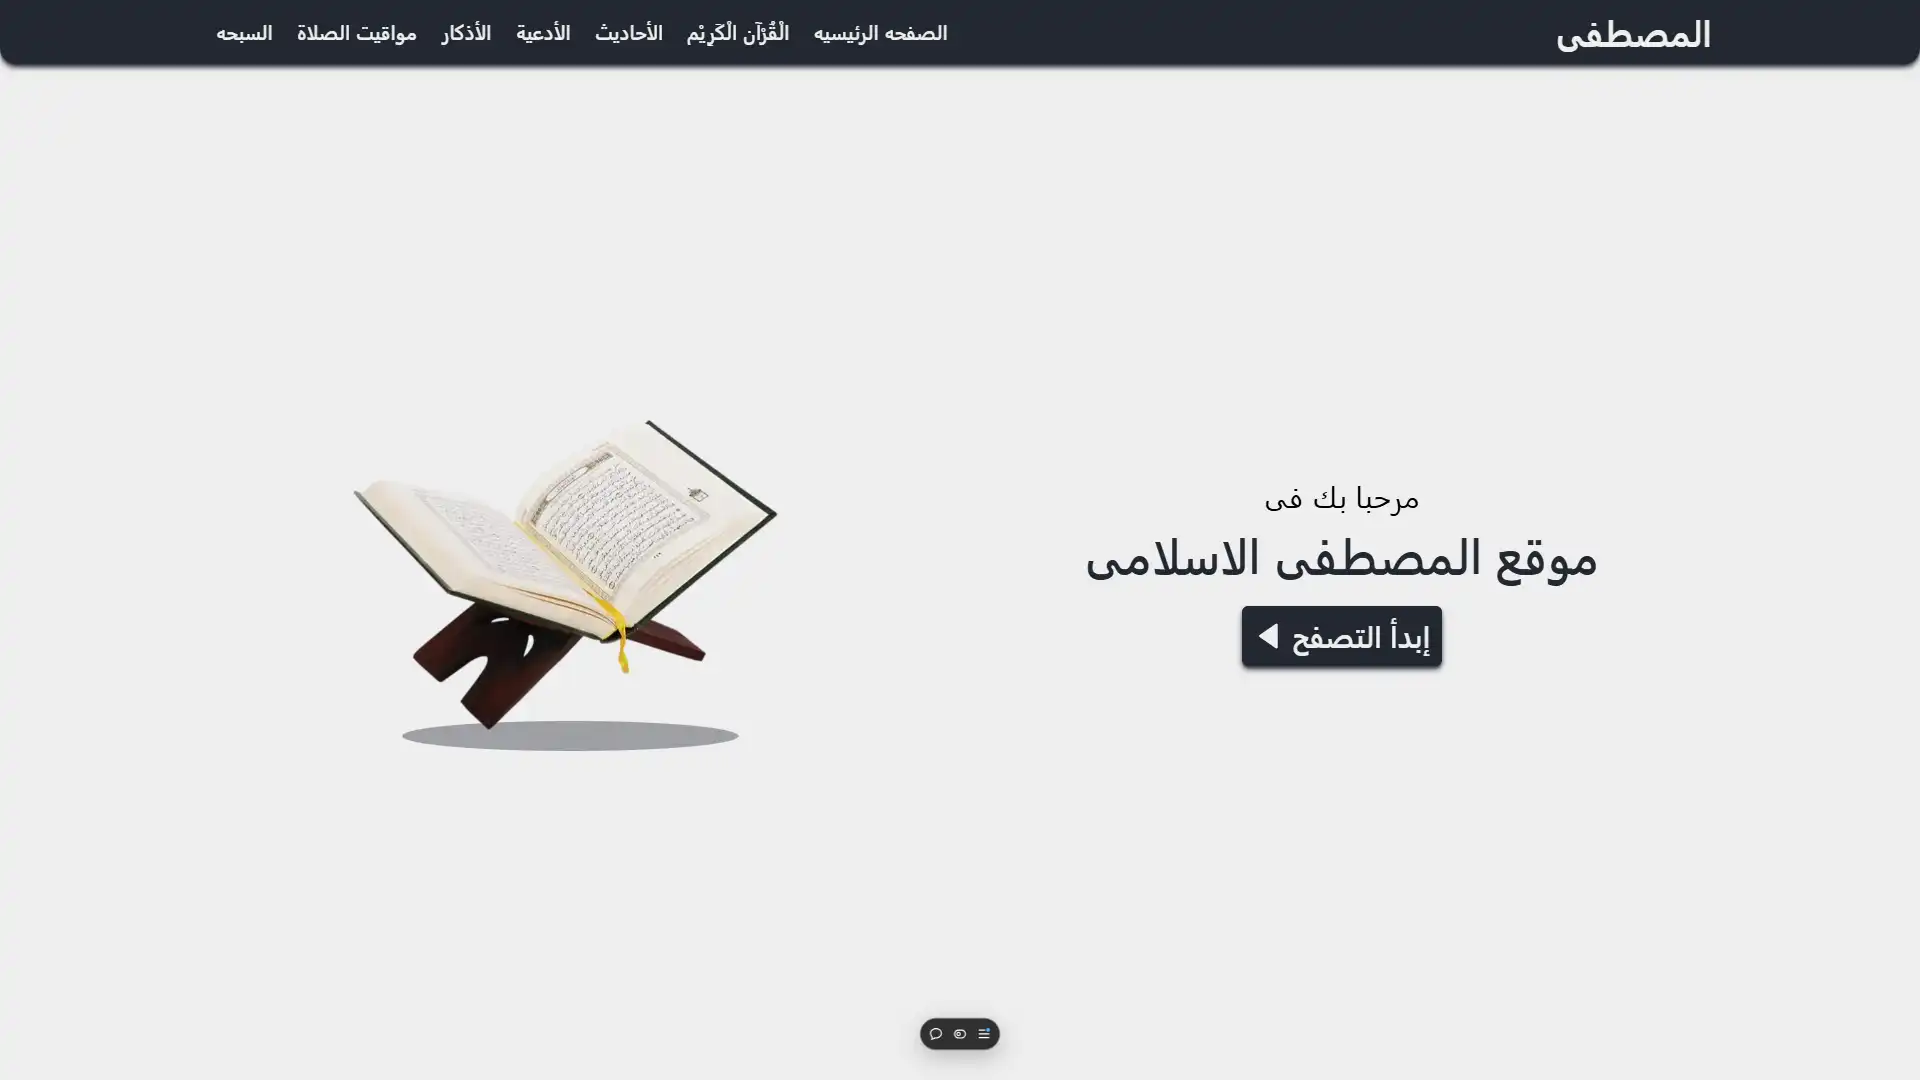 المصطفى
الصفحه الرئيسيه
الْقُرْآن الْكَرِيْم
الأحاديث
الأدعية
الأذكار
مواقيت الصلاة
السبحه
مرحبا بك فى
موقع المصطفى الاسلامى
إبدأ التصفح